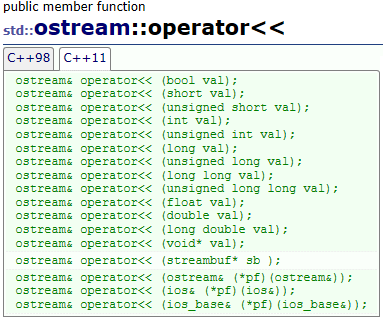 public member function
std::ostream::operator<<
C++98 C++11
ostream& operator<< (bool val);
ostream& operator<< (short val);
ostream& operator<< (unsigned short val);
ostream& operator<< (int val);
ostream& operator<< (unsigned int val);
ostream& operator<< (long val);
ostream& operator<< (unsigned long val);
ostream& operator<< (long long val);
ostream& operator<< (unsigned long long val);
ostream& operator<< (float val);
ostream& operator<< (double val);
ostream& operator<< (long double val);
ostream& operator<< (void* val);
ostream& operator<< (streambuf* sb );
ostream& operator<< (ostream& (*pf)(ostream&));
ostream& operator<< (ios& (*pf)(ios&));
ostream& operator<< (ios_base& (*pf)(ios_base&));